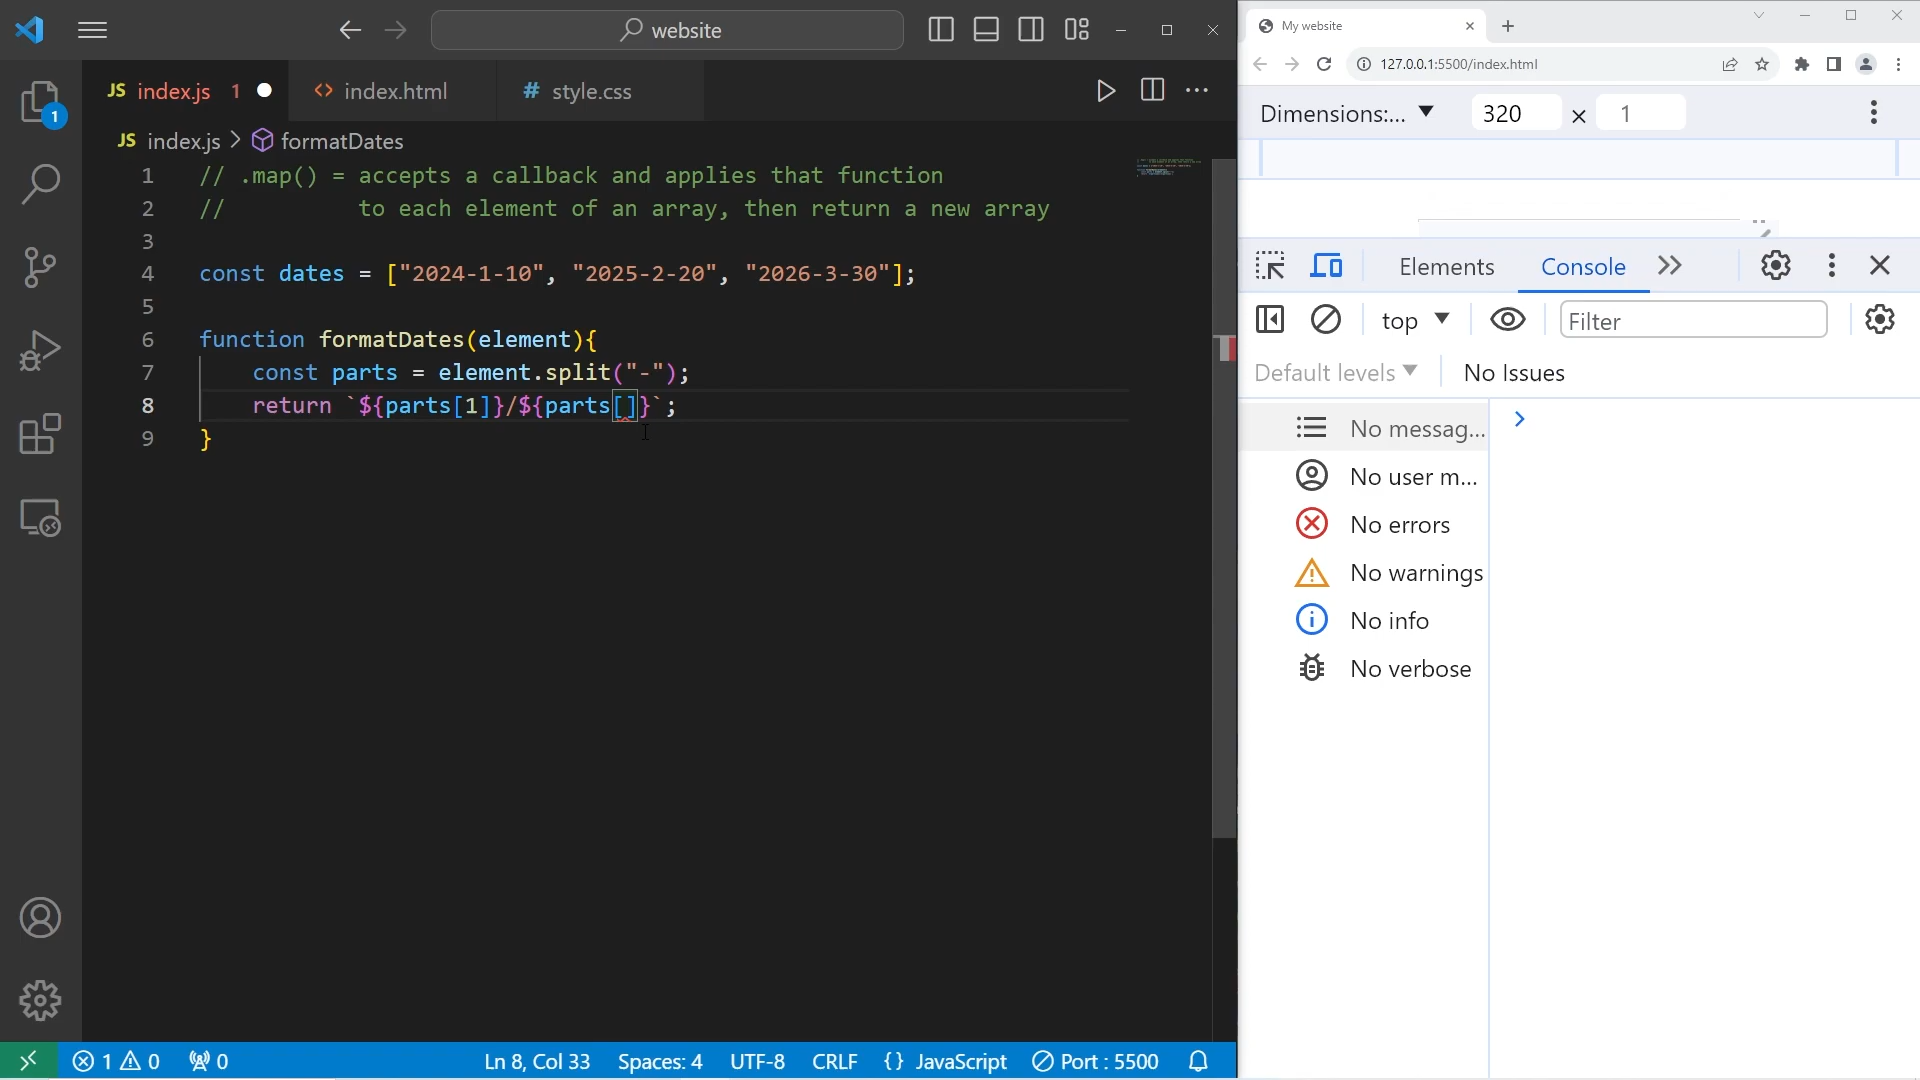 website
JS index.js 1
<> index.html
# style.css
JS index.js > formatDates
1 // .map() = accepts a callback and applies that function
2 //          to each element of an array, then return a new array
3
4 const dates = ["2024-1-10", "2025-2-20", "2026-3-30"];
5
6 function formatDates(element){
7     const parts = element.split("-");
8     return `${parts[1]}/${parts[]}`;
9 }
1
1 0
0
Ln 8, Col 33
Spaces: 4
UTF-8
CRLF
{} JavaScript
Port : 5500
My website
127.0.0.1:5500/index.html
Dimensions:...
320 × 1
Elements
Console
top
Filter
Default levels
No Issues
No messag...
No user m...
No errors
No warnings
No info
No verbose